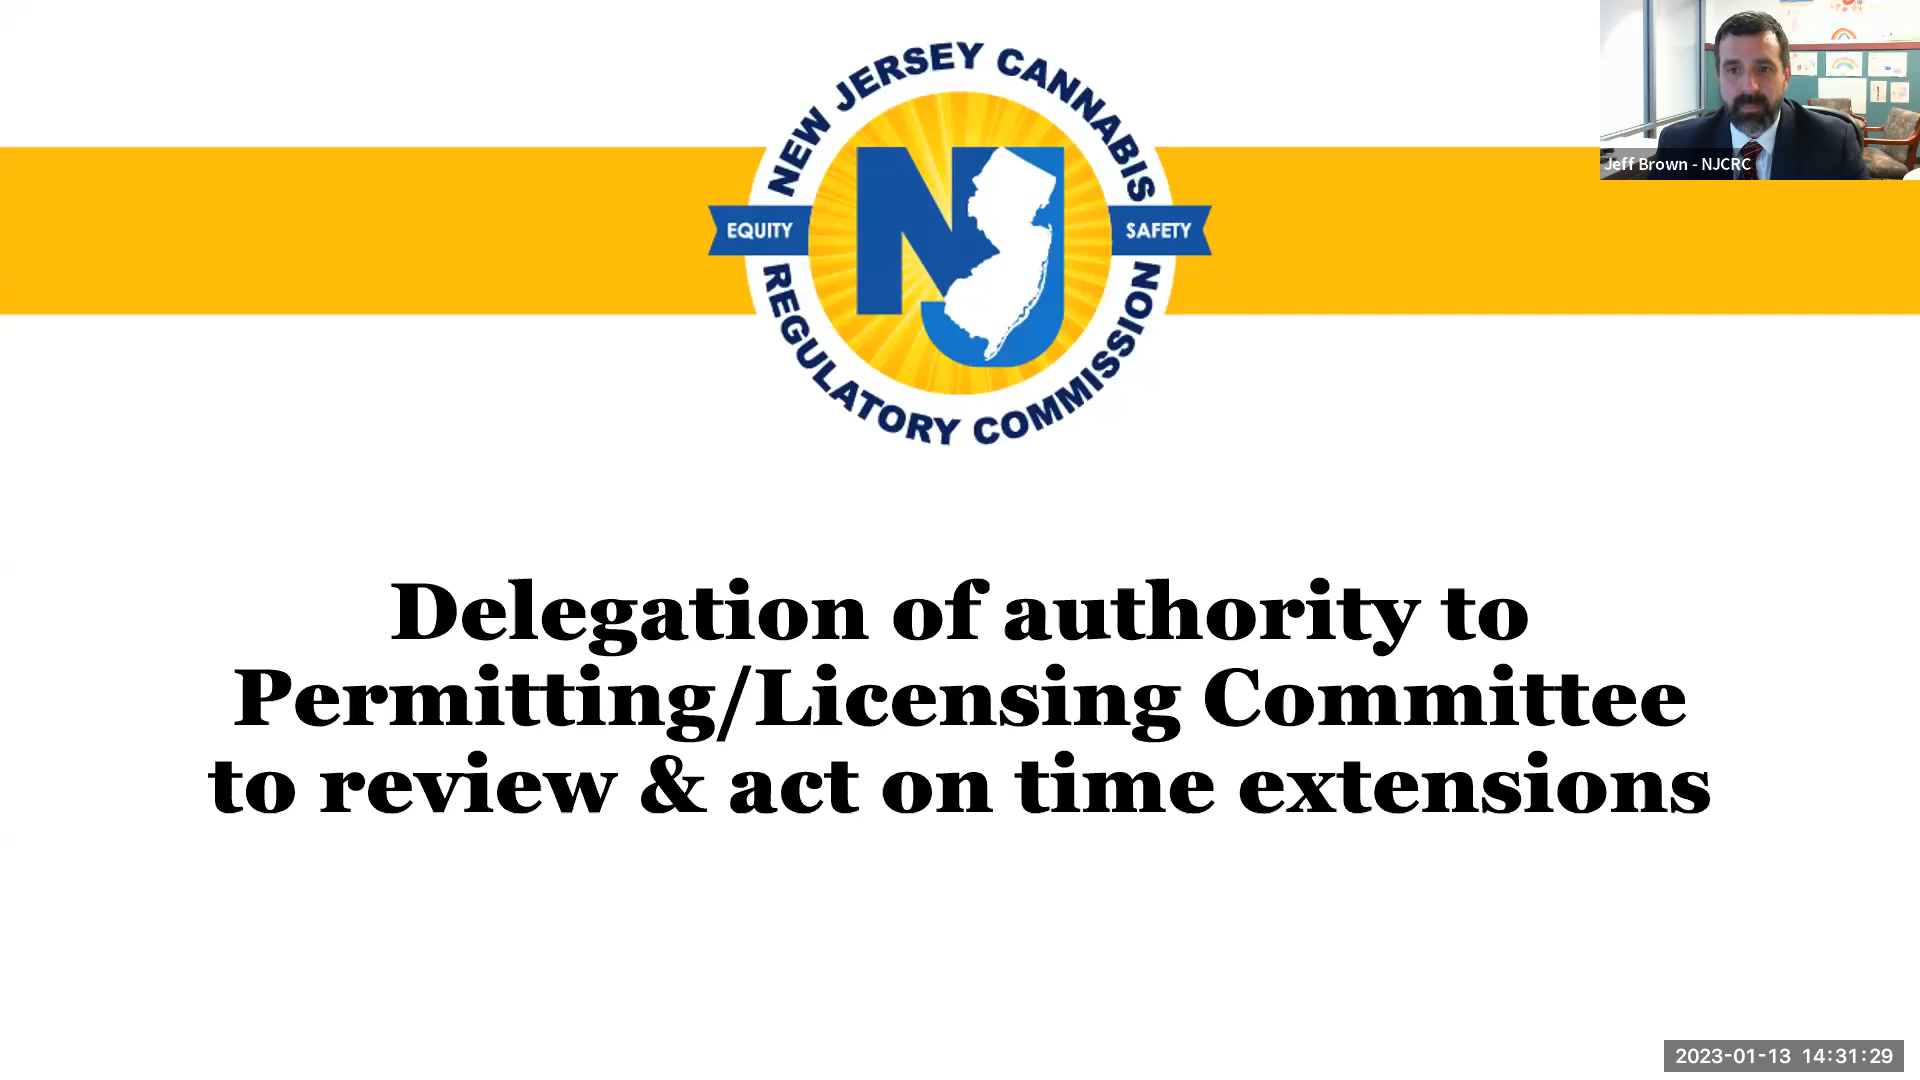 NEW JERSEY CANNABIS
EQUITY
NJ
SAFETY
REGULATORY COMMISSION
Jeff Brown - NJCRC
Delegation of authority to
Permitting/Licensing Committee
to review & act on time extensions
2023-01-13 14:31:29